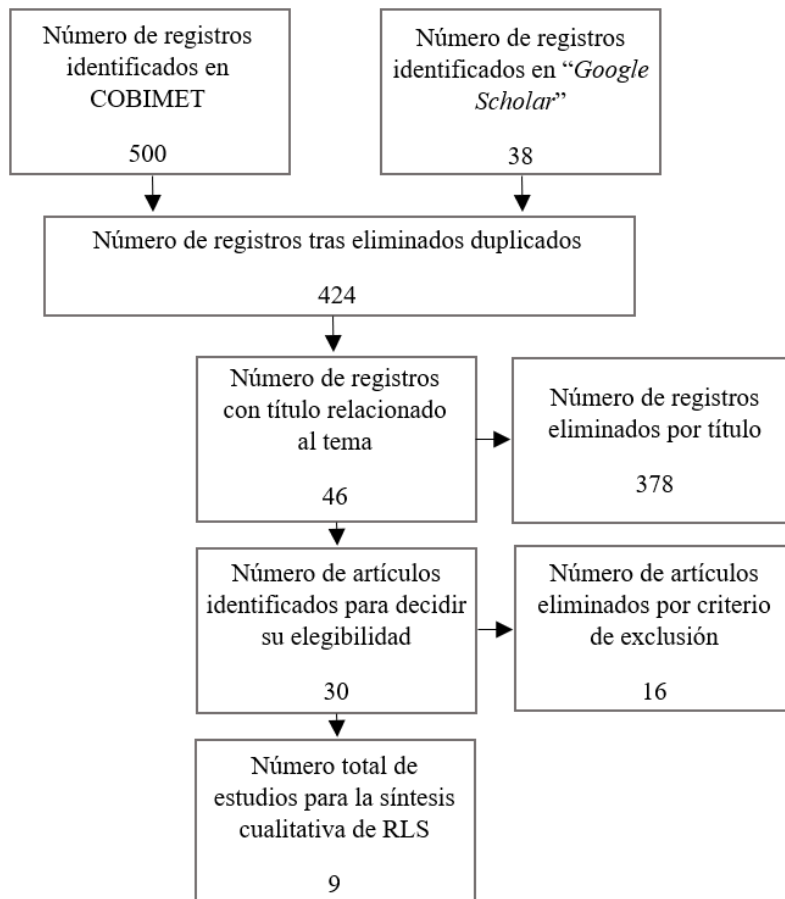 Número de registros
identificados en
COBIMET
500
Número de registros
identificados en “Google
Scholar”
38
Número de registros tras eliminados duplicados
424
Número de registros
con título relacionado
al tema
46
Número de registros
eliminados por título
378
Número de artículos
identificados para decidir
su elegibilidad
30
Número de artículos
eliminados por criterio
de exclusión
16
Número total de
estudios para la síntesis
cualitativa de RLS
9